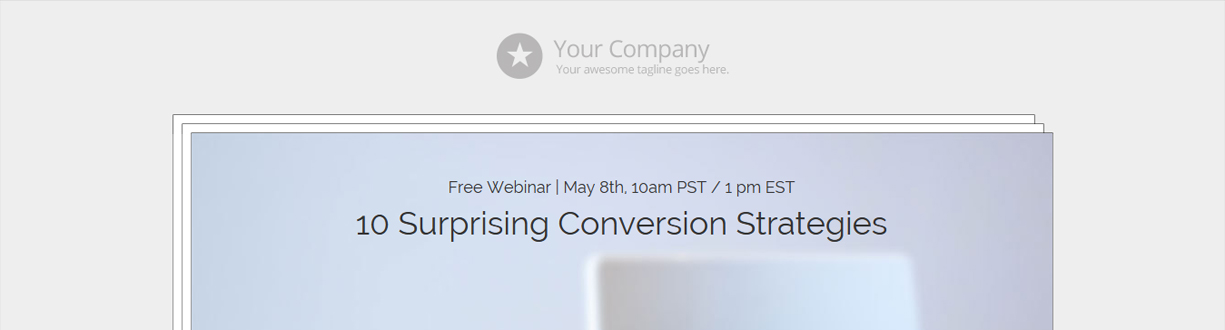 Your Company
Your awesome tagline goes here.
Free Webinar | May 8th, 10am PST / 1 pm EST
10 Surprising Conversion Strategies